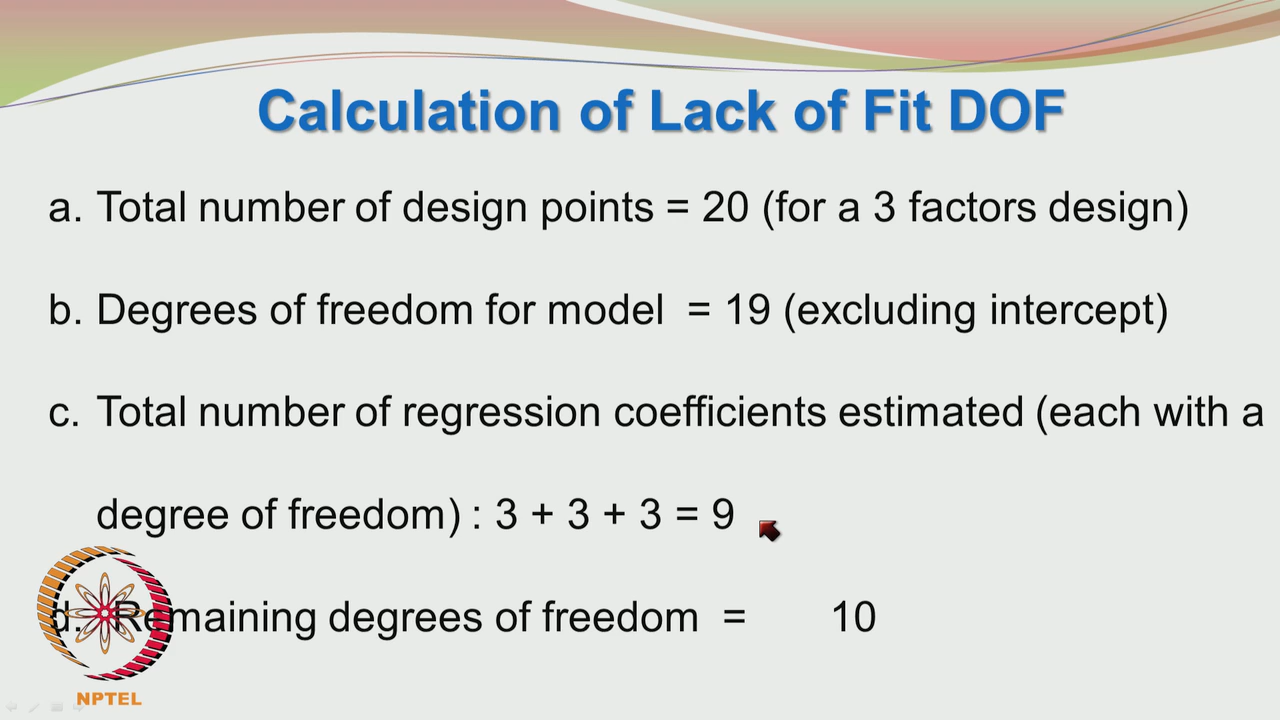 Calculation of Lack of Fit DOF
a. Total number of design points = 20 (for a 3 factors design)
b. Degrees of freedom for model = 19 (excluding intercept)
c. Total number of regression coefficients estimated (each with a
degree of freedom) : 3 + 3 + 3 = 9
d. Remaining degrees of freedom = 10
NPTEL